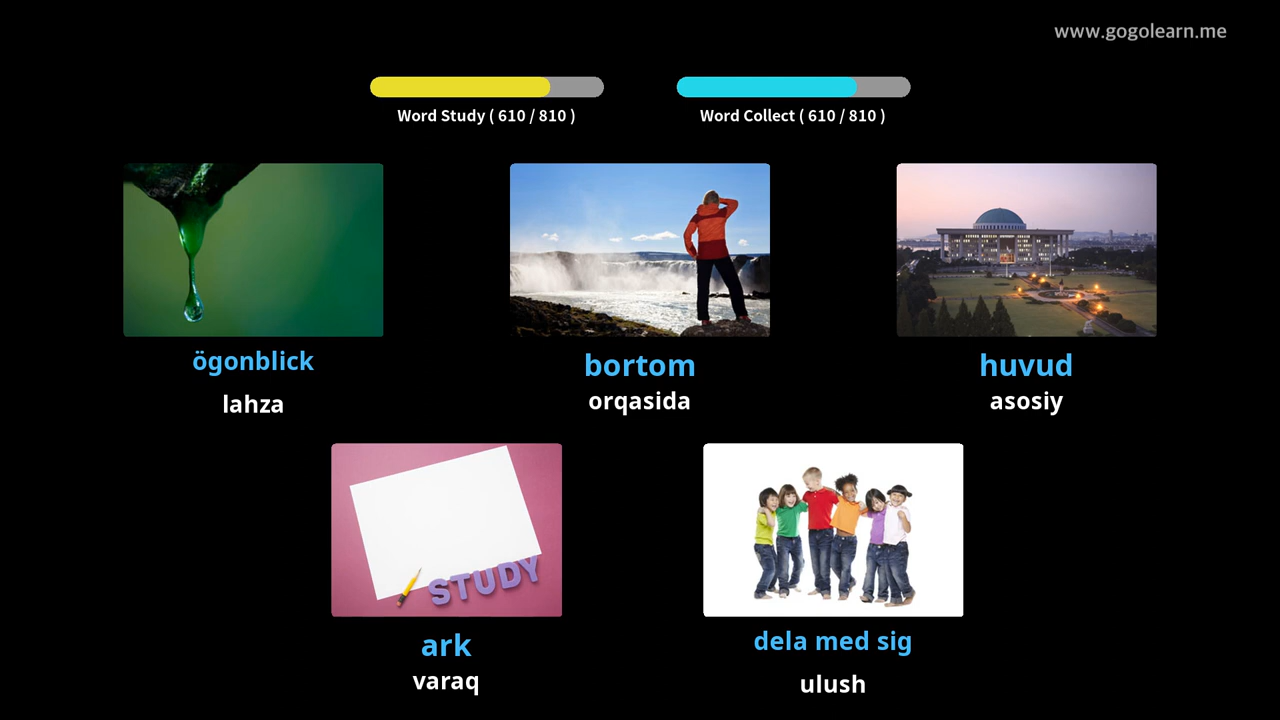 www.gogolearn.me
Word Study ( 610 / 810 )
Word Collect ( 610 / 810 )
ögonblick
lahza
bortom
orqasida
huvud
asosiy
STUDY
ark
varaq
dela med sig
ulush